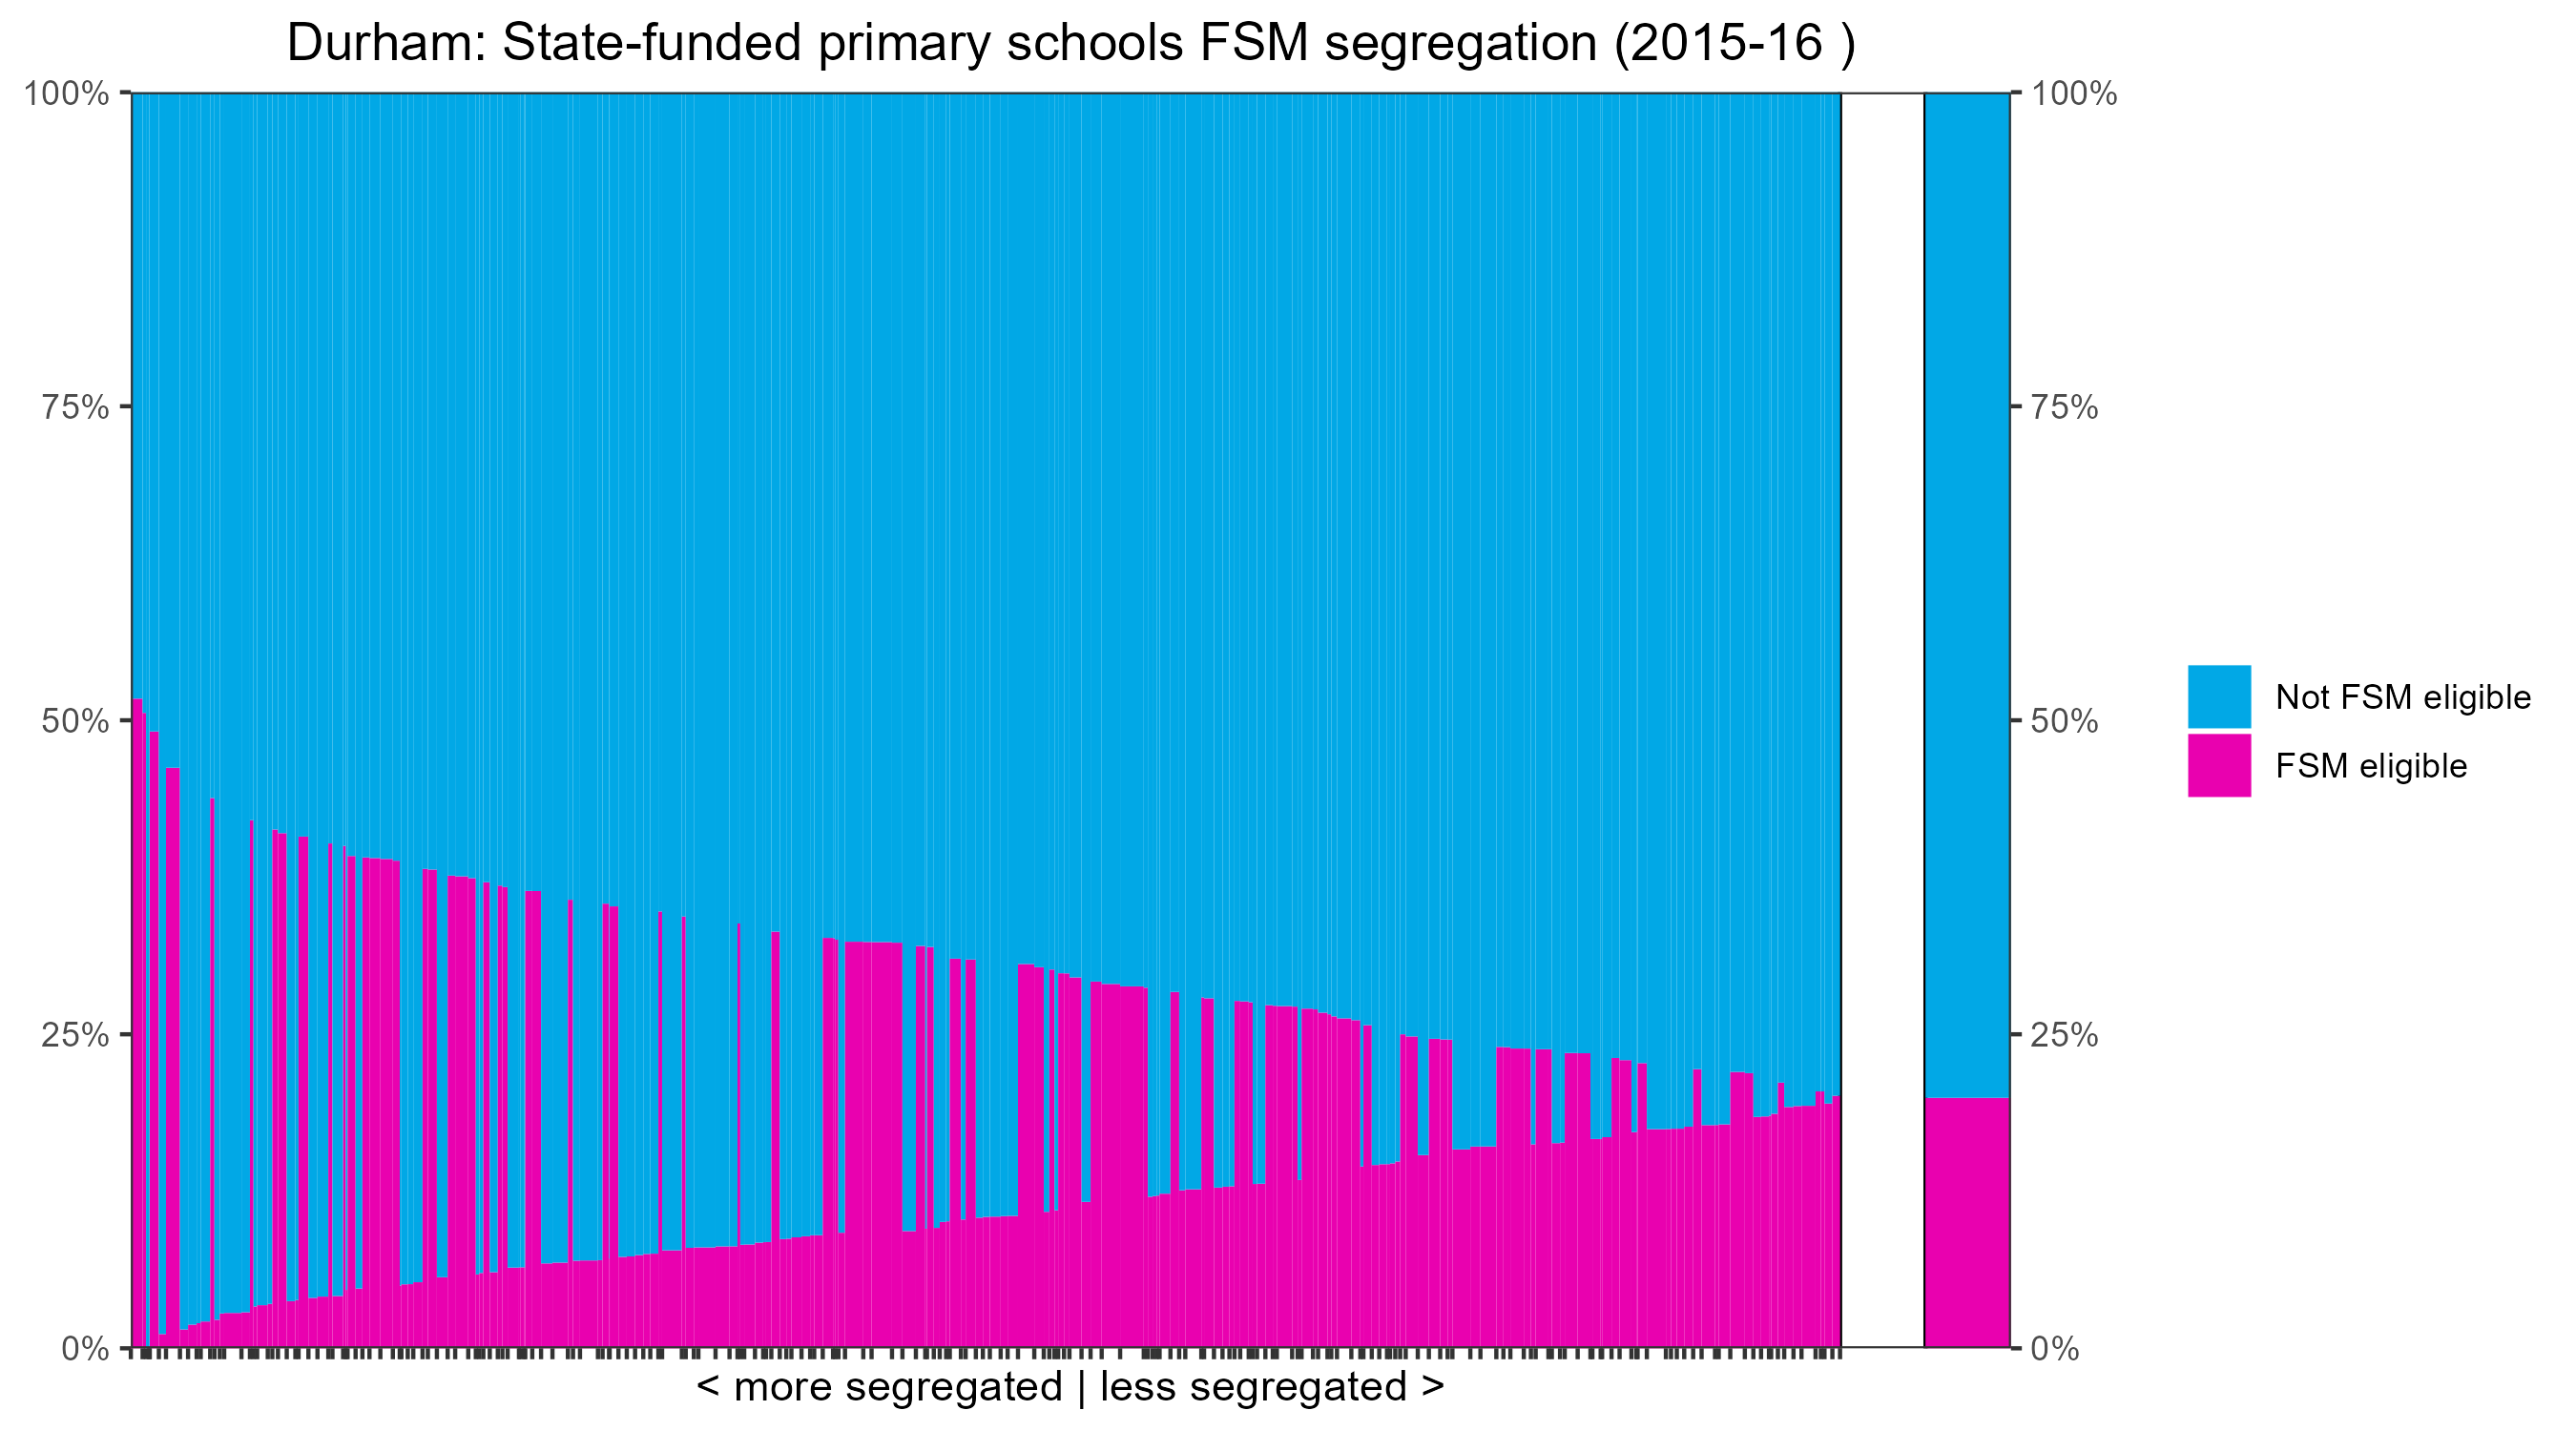 Durham: State-funded primary schools FSM segregation (2015-16 )
100%
75%
50%
25%
0%
100%
75%
50%
25%
0%
Not FSM eligible
FSM eligible
< more segregated | less segregated >